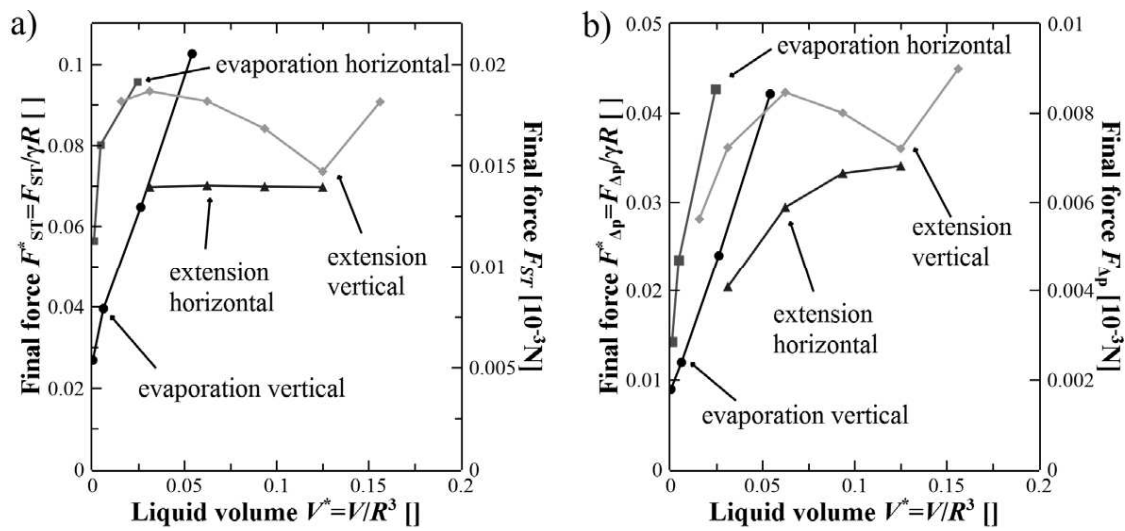 a)
Final force F*ST=FST/γR [ ]
0.1
0.08
0.06
0.04
0.02
0
evaporation horizontal
extension
horizontal
extension
vertical
evaporation vertical
0.02
0.015
0.01
0.005
0
Final force FST [10-3N]
0
0.05
0.1
0.15
0.2
Liquid volume V*=V/R3 []
b)
Final force F*Δp=FΔp/γR [ ]
0.05
0.04
0.03
0.02
0.01
0.00
evaporation horizontal
extension
vertical
extension
horizontal
evaporation vertical
0.01
0.008
0.006
0.004
0.002
0
Final force FΔp [10-3N]
0
0.05
0.1
0.15
0.2
Liquid volume V*=V/R3 []